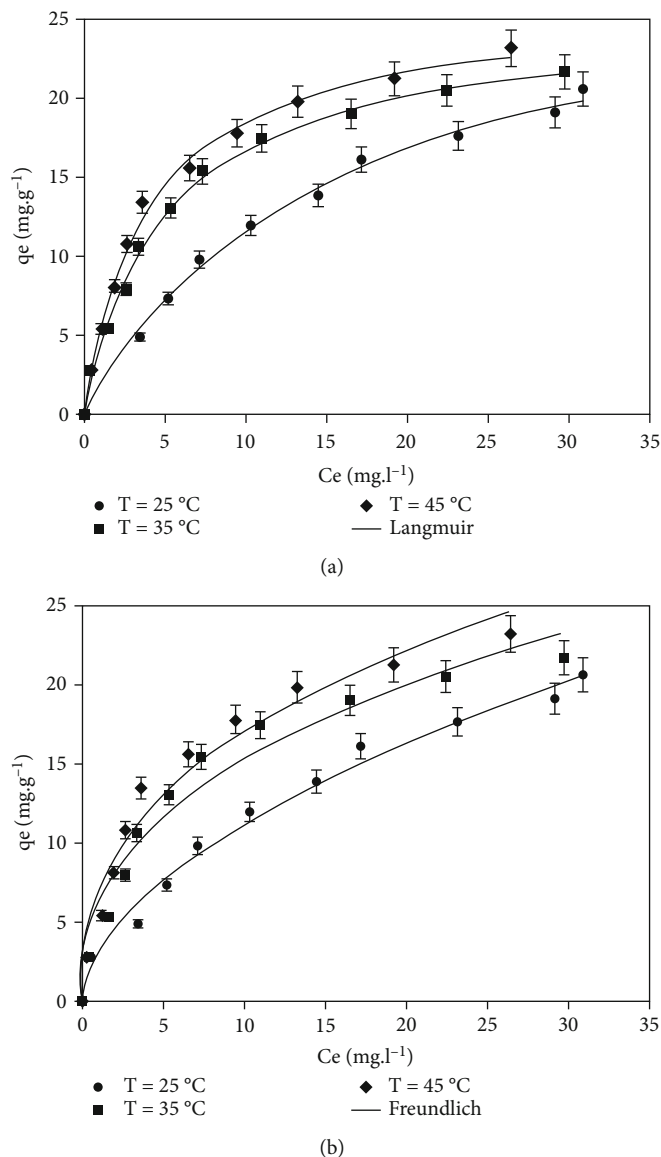 25
20
15
10
5
0
qe (mg.g⁻¹)
0 5 10 15 20 25 30 35
Ce (mg.l⁻¹)
T = 25 °C T = 45 °C
T = 35 °C Langmuir
(a)
25
20
15
10
5
0
qe (mg.g⁻¹)
0 5 10 15 20 25 30 35
Ce (mg.l⁻¹)
T = 25 °C T = 45 °C
T = 35 °C Freundlich
(b)